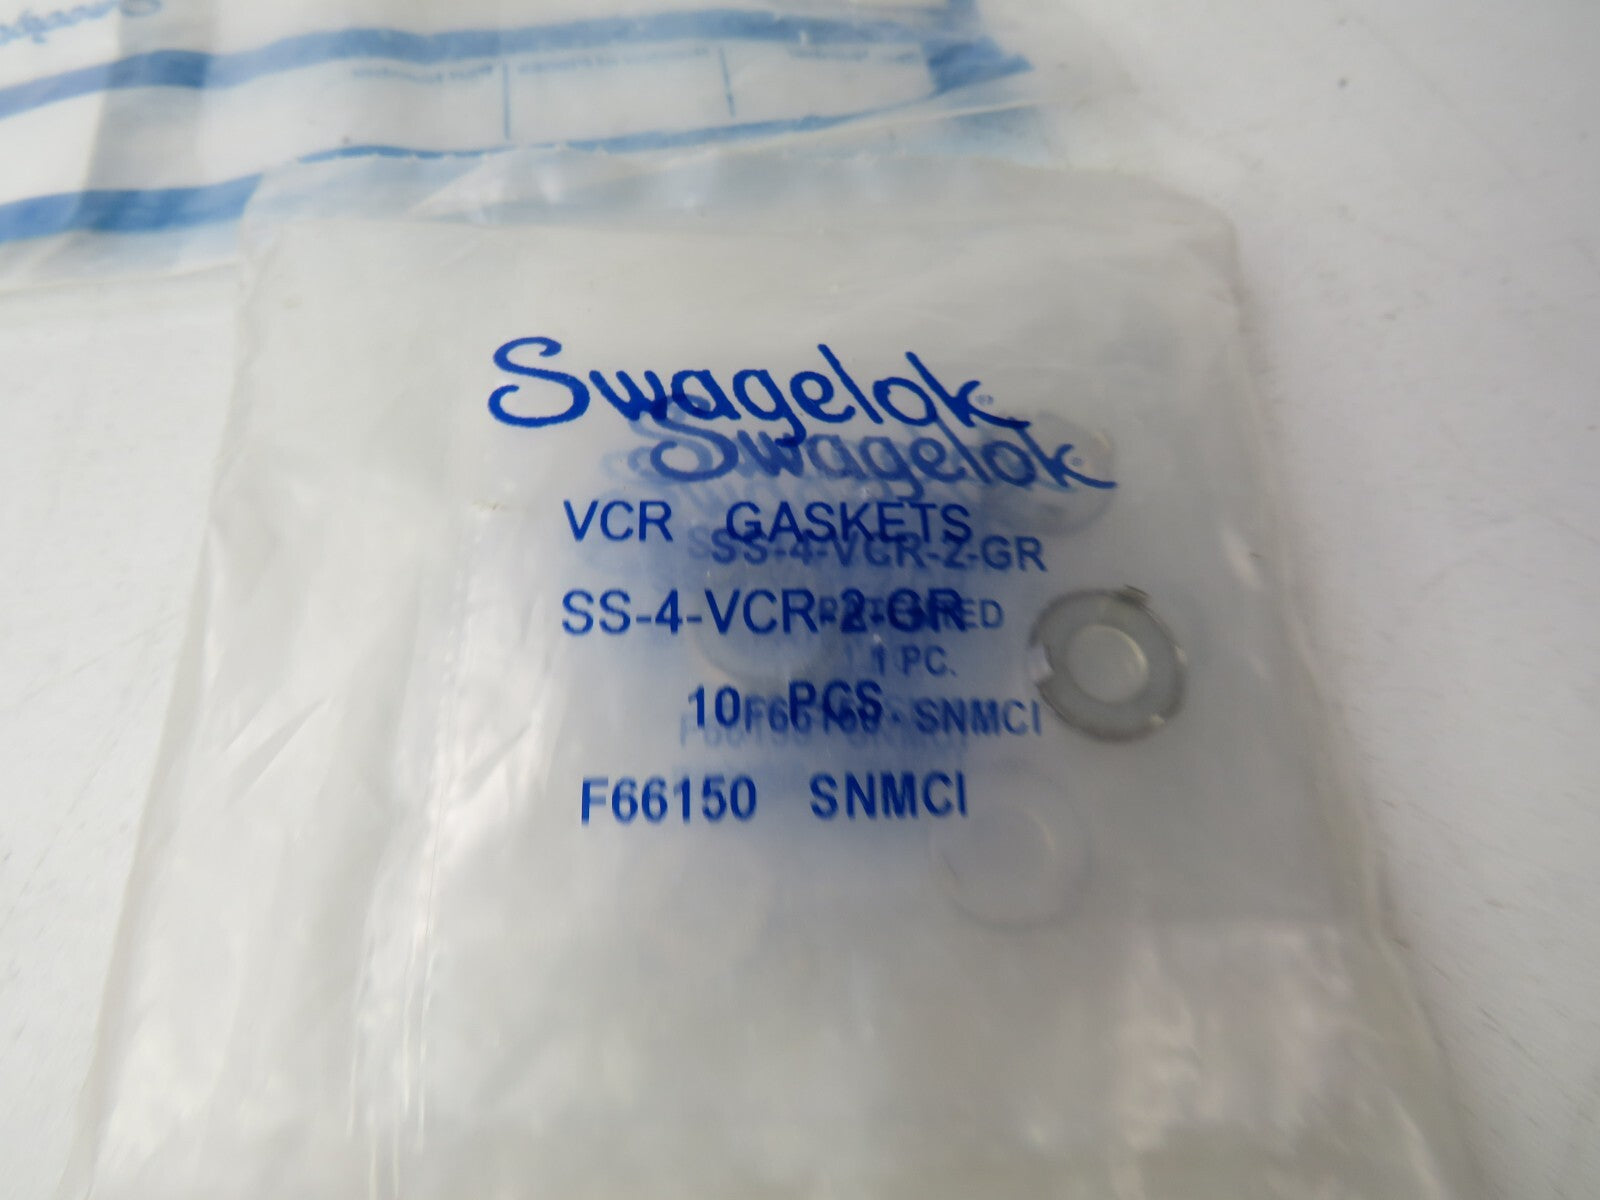 Swagelok
VCR GASKETS
SS-4-VCR-2-GR
10 PCS.
F66150 SNMCI
Swagelok
SS-4-VCR-2-GR
1 PC.
SNMCI